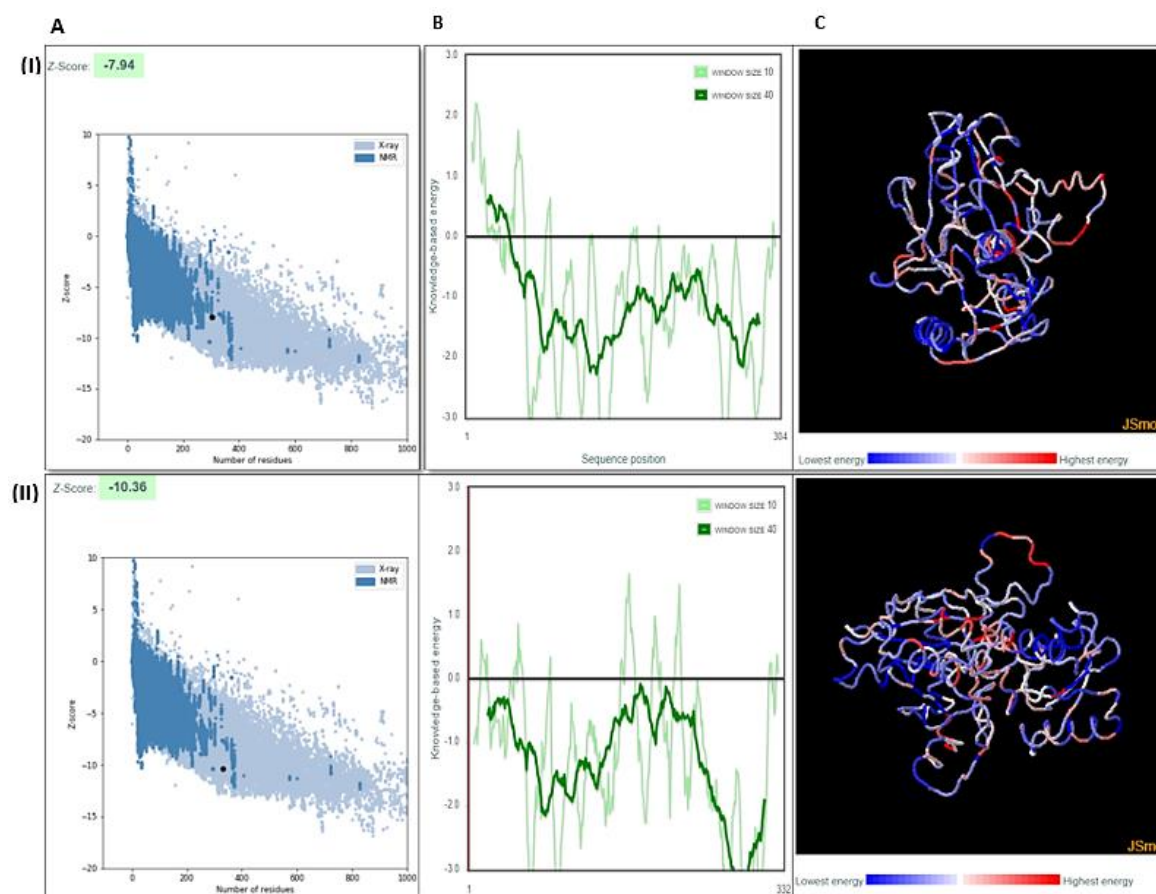 A B C
(I)
Z-Score: -7.94
10
5
0
−5
−10
−15
−20
Z-score
X-ray
NMR
0 200 400 600 800 1000
Number of residues
3.0
2.0
1.0
0.0
-1.0
-2.0
-3.0
Knowledge-based energy
WINDOW SIZE 10
WINDOW SIZE 40
1 304
Sequence position
JSmo
Lowest energy Highest energy
(II)
Z-Score: -10.36
10
5
0
−5
−10
−15
−20
Z-score
X-ray
NMR
0 200 400 600 800 1000
Number of residues
3.0
2.0
1.0
0.0
-1.0
-2.0
-3.0
Knowledge-based energy
WINDOW SIZE 10
WINDOW SIZE 40
1 332
JSmo
Lowest energy Highest energy